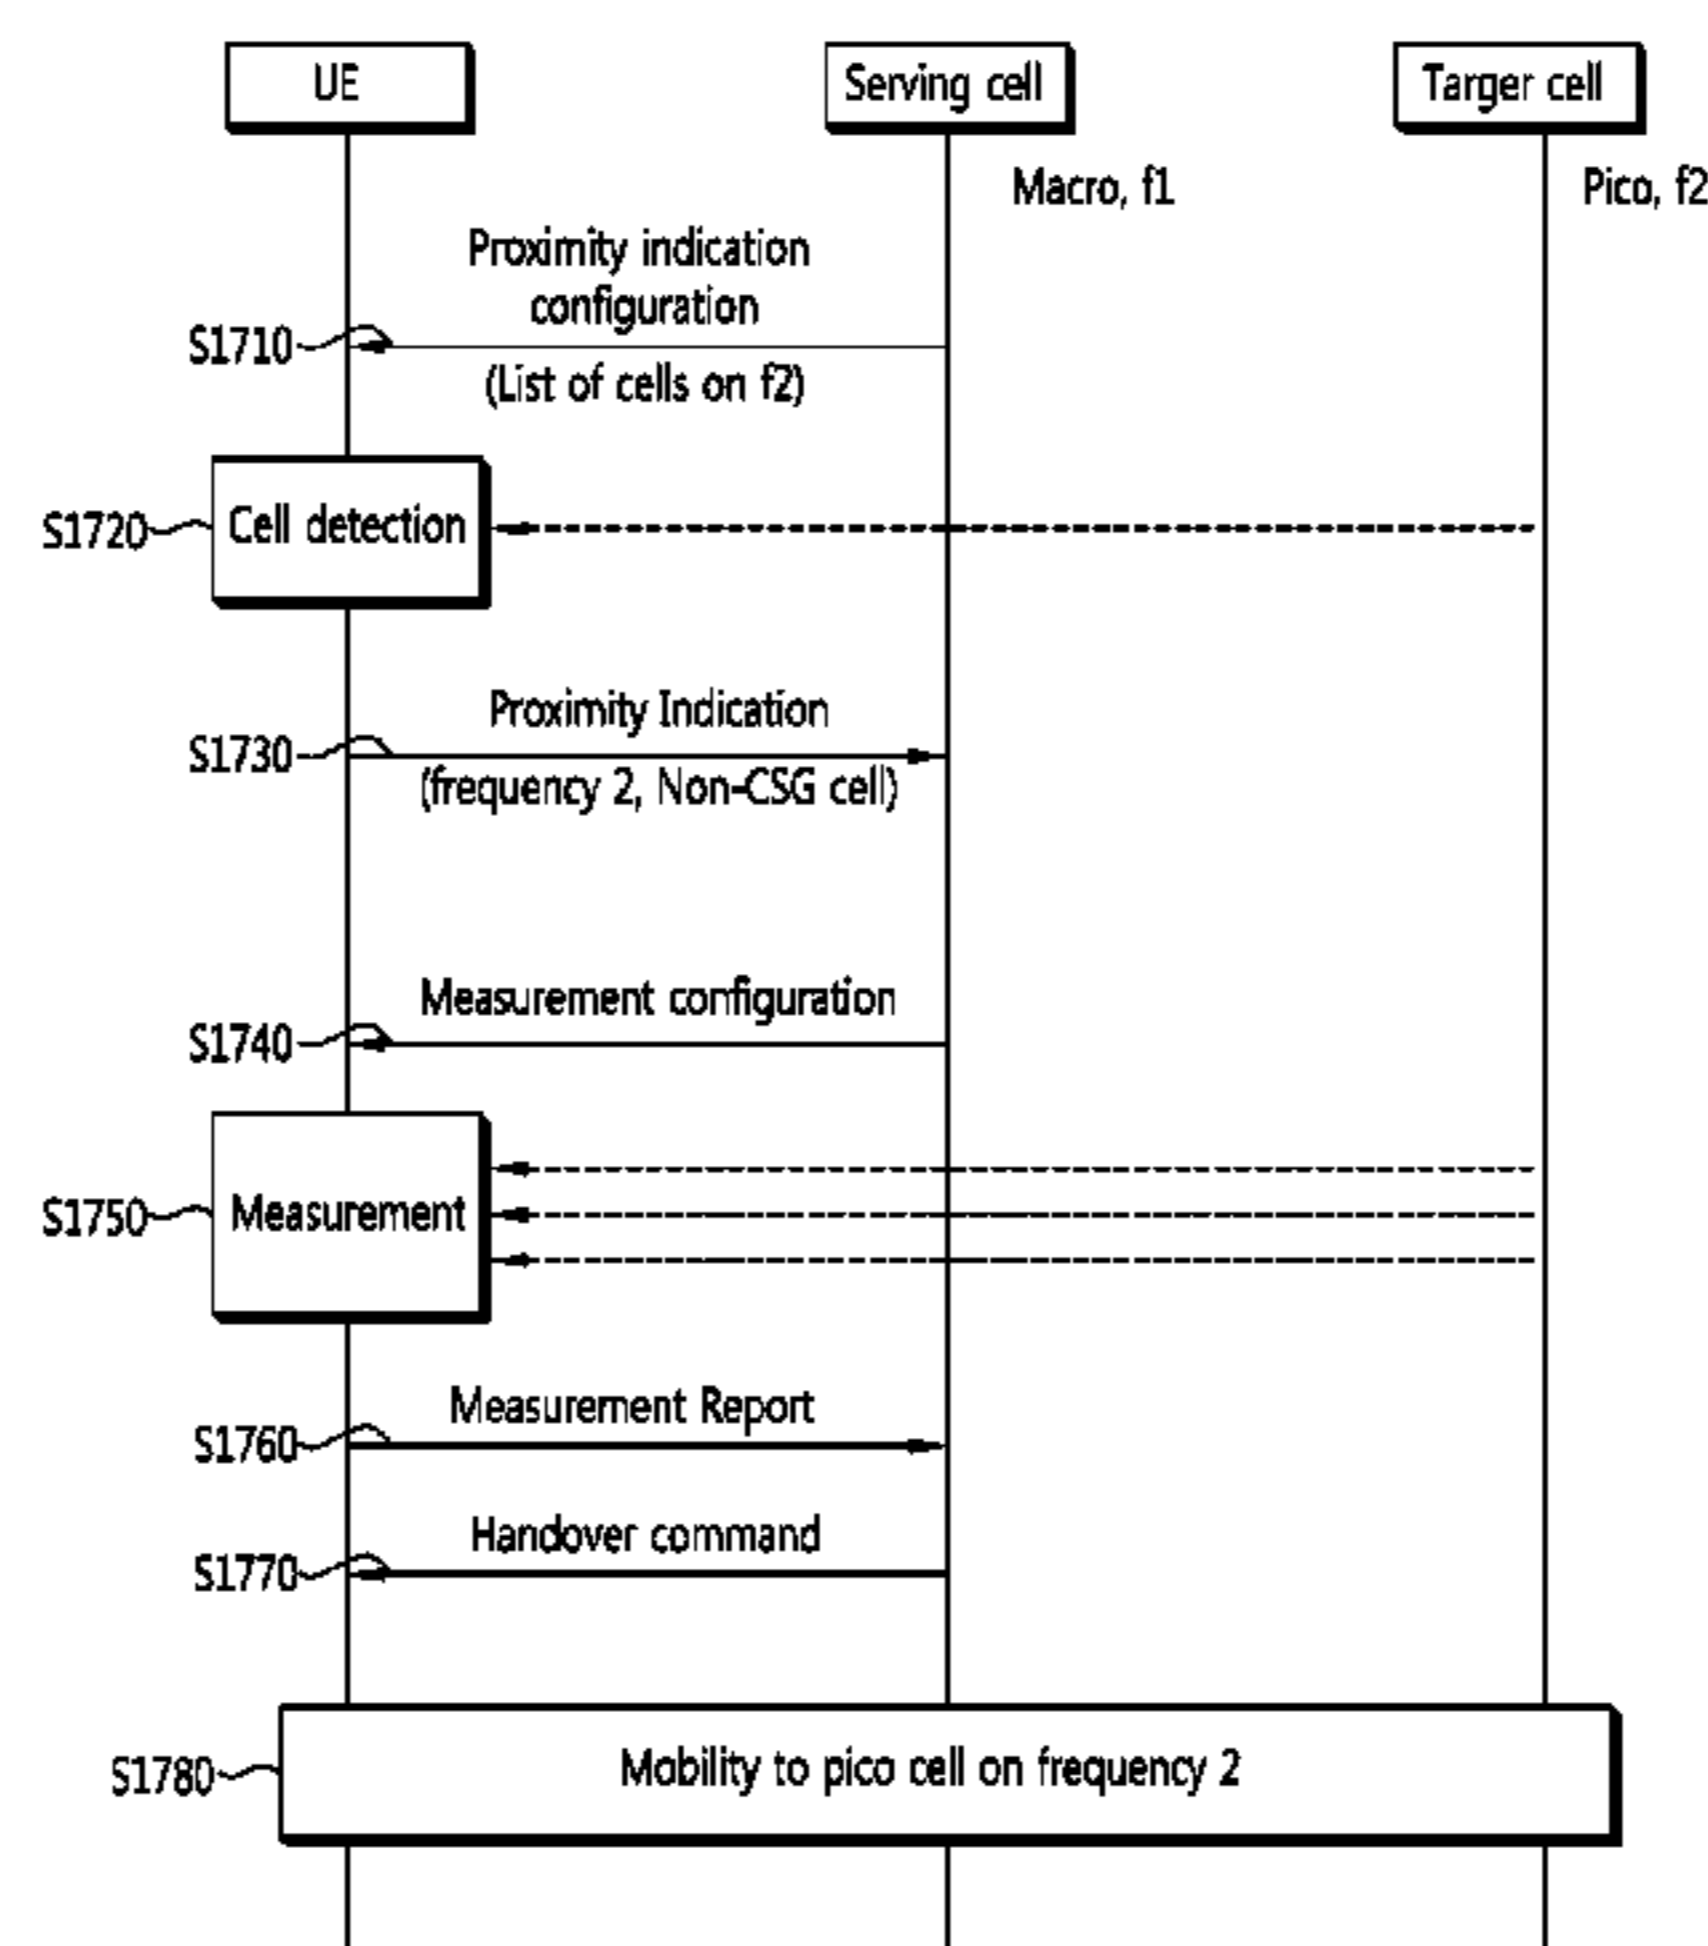 UE
Serving cell
Targer cell
Macro, f1
Pico, f2
Proximity indication
configuration
S1710
(List of cells on f2)
Cell detection
S1720
Proximity Indication
S1730
(frequency 2, Non-CSG cell)
Measurement configuration
S1740
Measurement
S1750
Measurement Report
S1760
Handover command
S1770
Mobility to pico cell on frequency 2
S1780